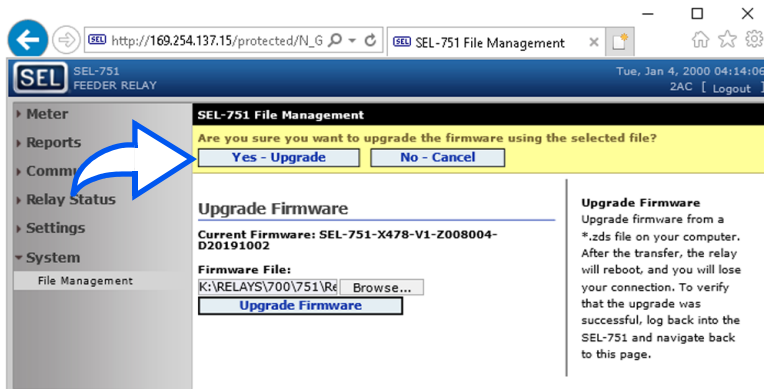 http://169.254.137.15/protected/N_G
SEL-751 File Management
SEL
SEL-751
FEEDER RELAY
Tue, Jan 4, 2000 04:14:06
2AC [ Logout ]
Meter
Reports
Relay Status
Settings
System
File Management
SEL-751 File Management
Are you sure you want to upgrade the firmware using the selected file?
Yes - Upgrade
No - Cancel
Upgrade Firmware
Current Firmware: SEL-751-X478-V1-Z008004-
D20191002
Firmware File:
K:\RELAYS\700\751\Re
Browse...
Upgrade Firmware
Upgrade Firmware
Upgrade firmware from a
*.zds file on your computer.
After the transfer, the relay
will reboot, and you will lose
your connection. To verify
that the upgrade was
successful, log back into the
SEL-751 and navigate back
to this page.